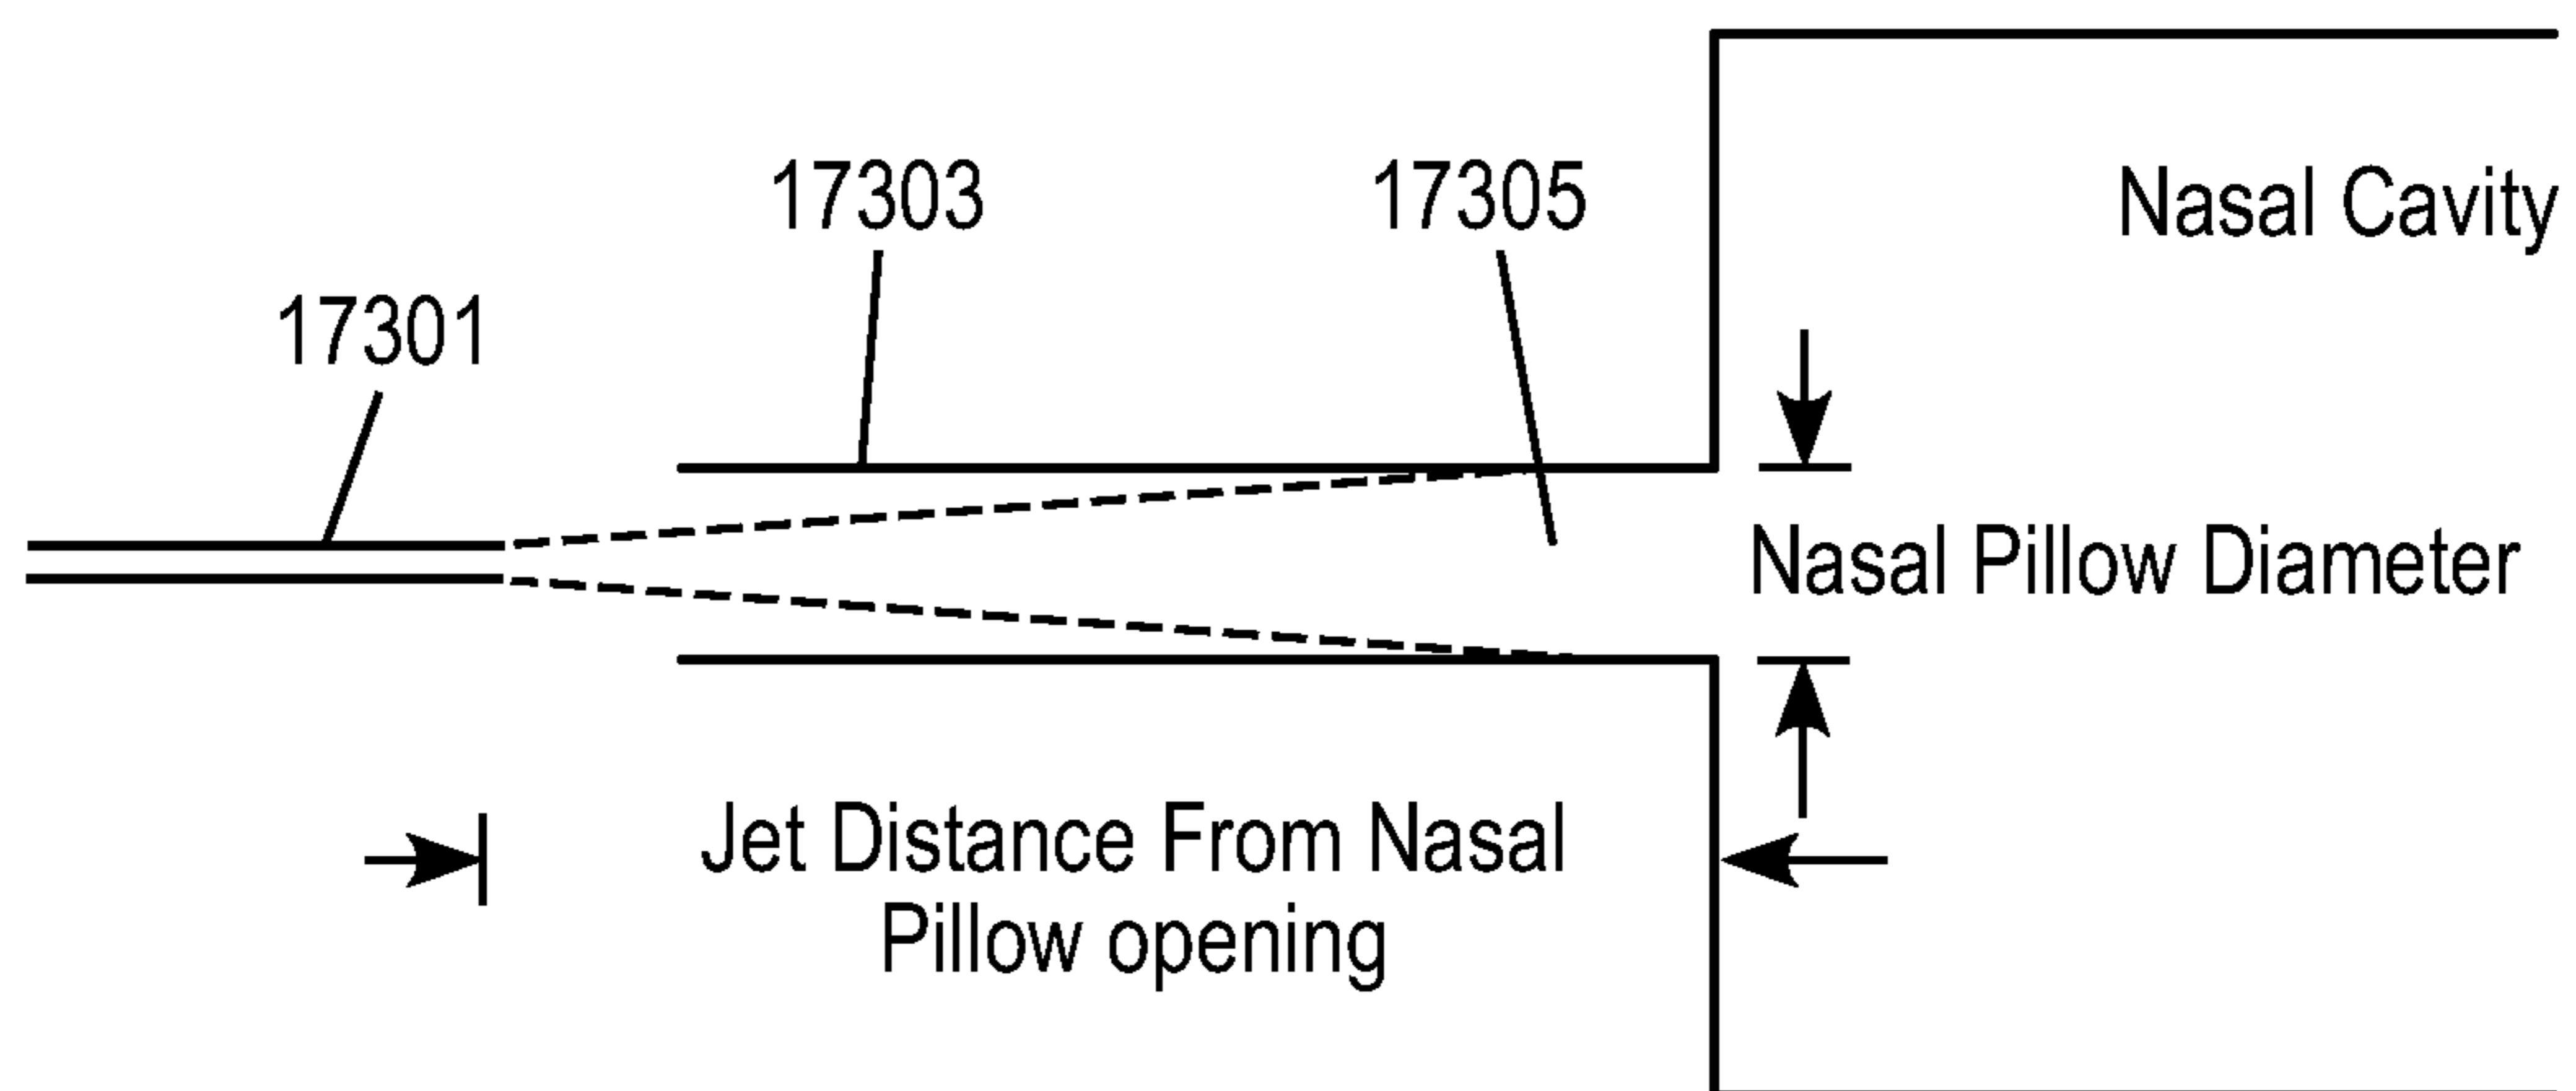 17303
17305
Nasal Cavity
17301
Nasal Pillow Diameter
Jet Distance From Nasal
Pillow opening